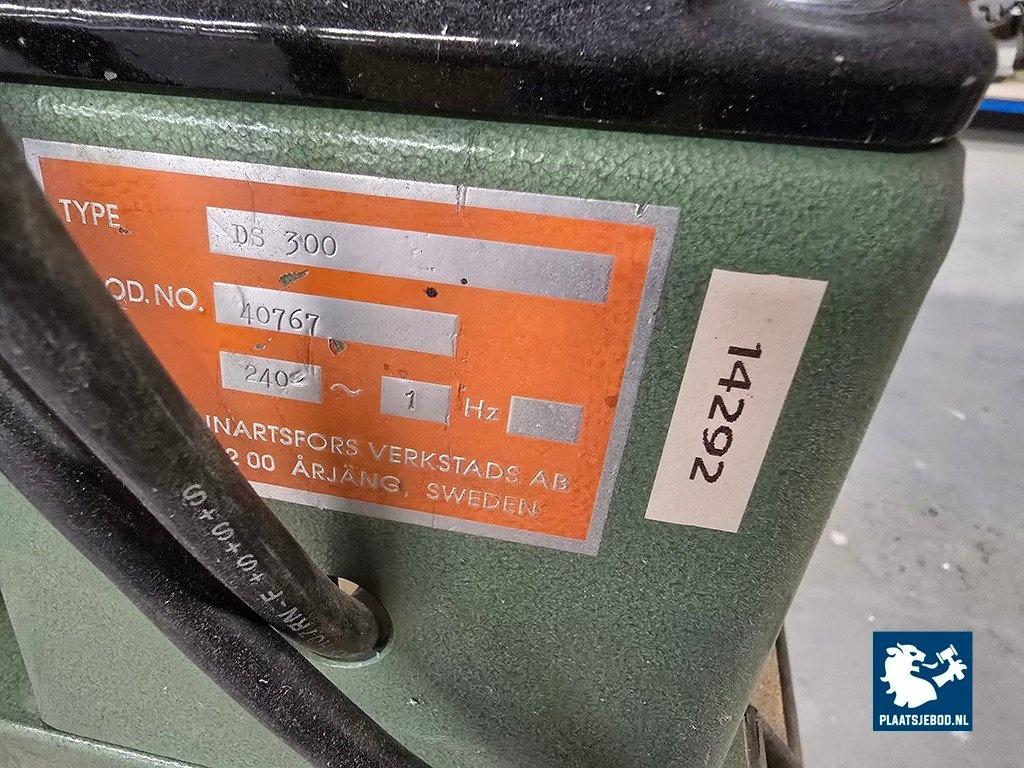 TYPE
DS 300
OD. NO.
40767
240 ~ 1 Hz
INARTSFORS VERKSTADS AB
2 00 ÅRJÄNG, SWEDEN
14292
S+S+S+S+F
PLAATSJEBOD.NL